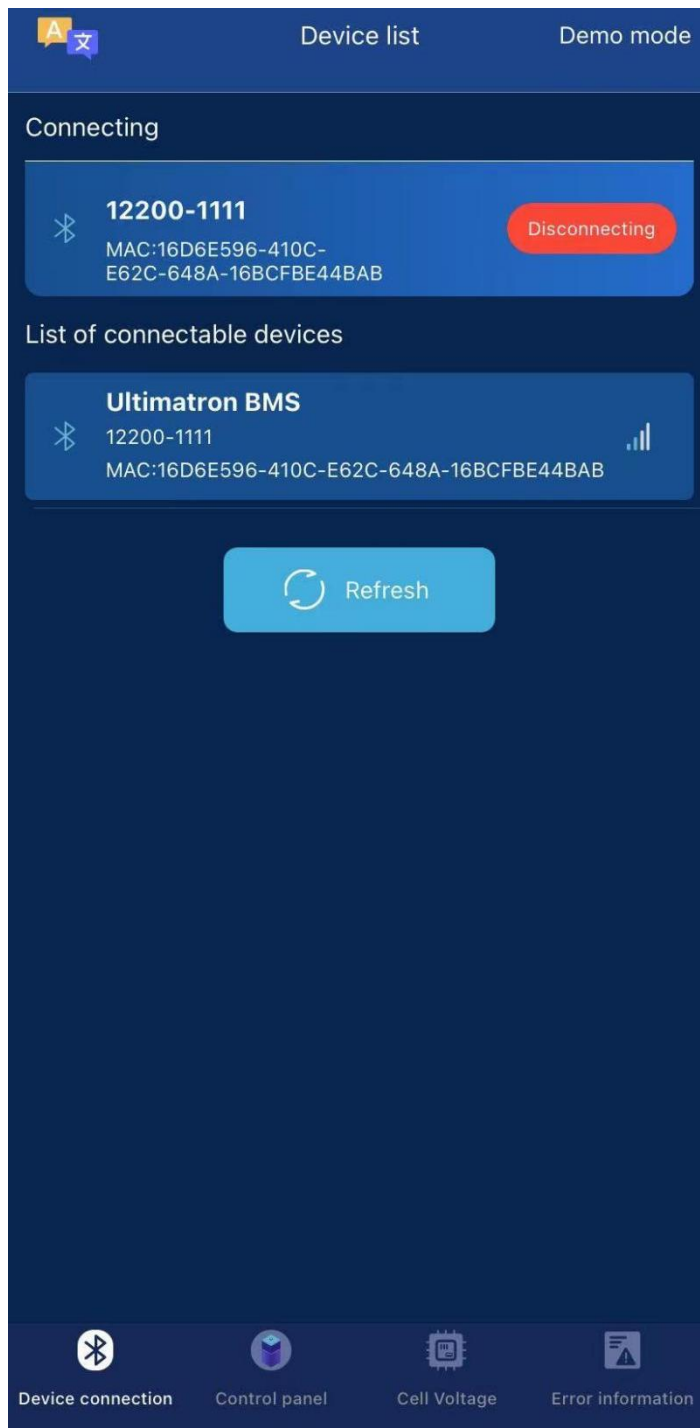 A 文
Device list
Demo mode
Connecting
12200-1111
Disconnecting
MAC:16D6E596-410C-
E62C-648A-16BCFBE44BAB
List of connectable devices
Ultimatron BMS
12200-1111
MAC:16D6E596-410C-E62C-648A-16BCFBE44BAB
Refresh
Device connection
Control panel
Cell Voltage
Error information